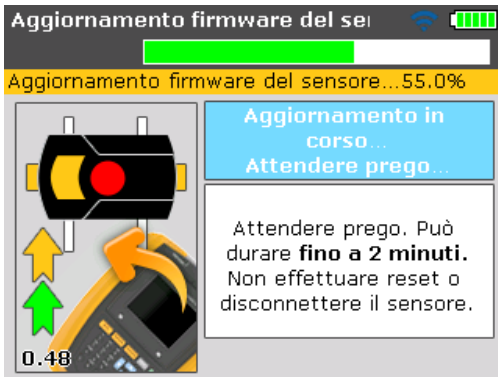 Aggiornamento firmware del se
Aggiornamento firmware del sensore...55.0%
Aggiornamento in
corso...
Attendere prego...
Attendere prego. Può
durare fino a 2 minuti.
Non effettuare reset o
disconnettere il sensore.
0.48